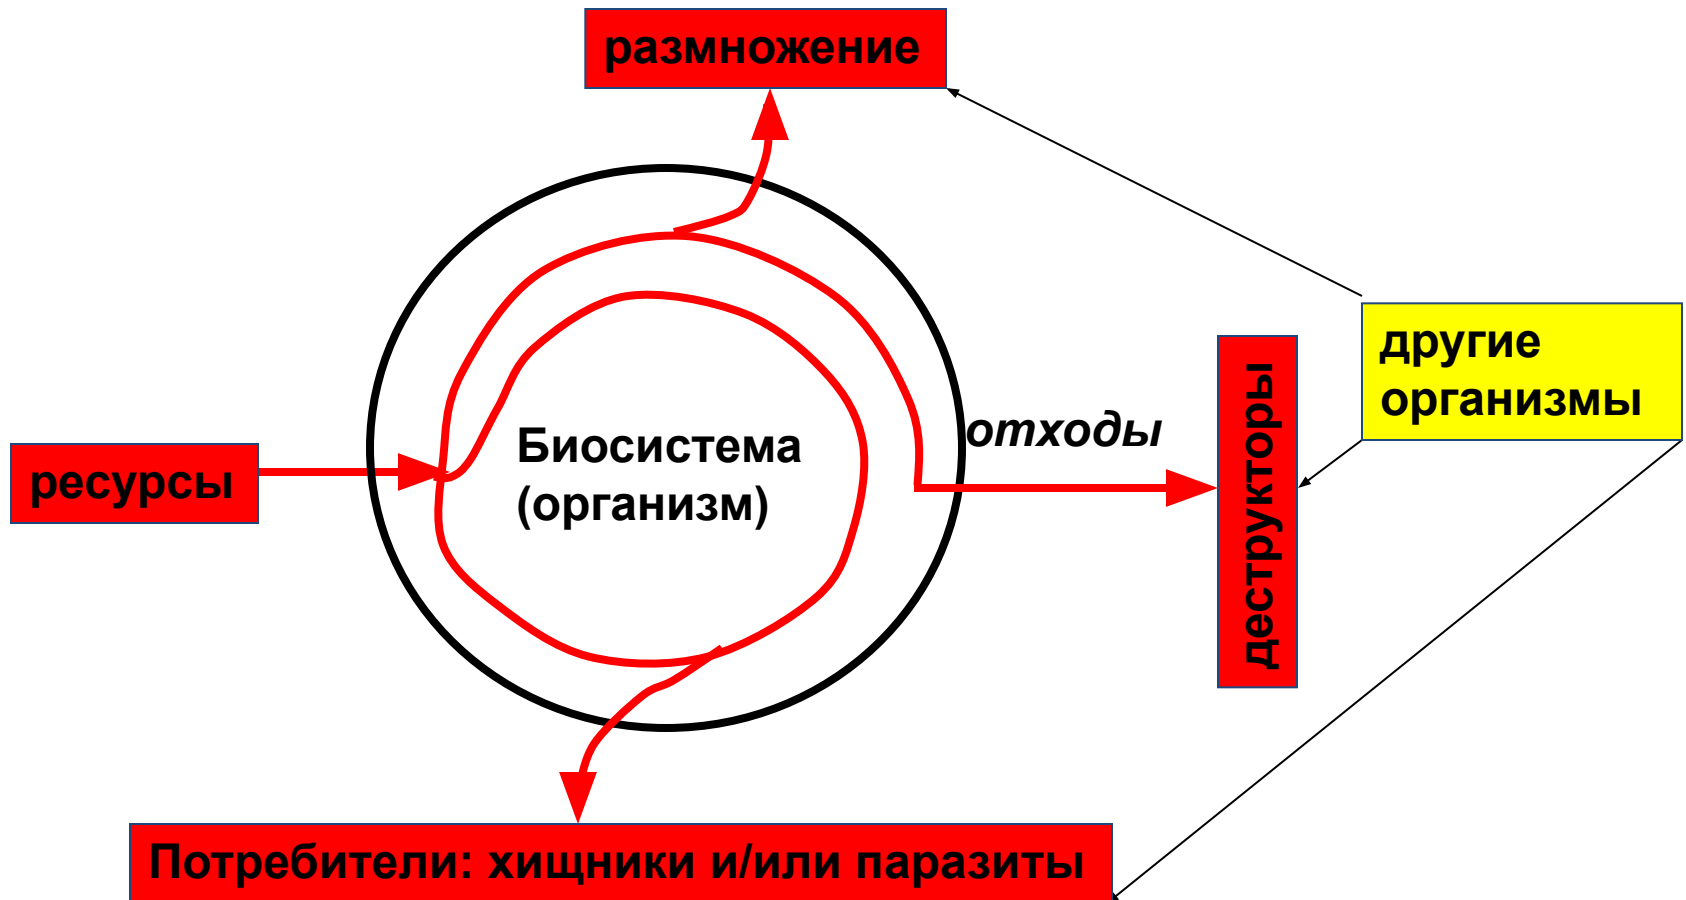 размножение
другие
организмы
отходы
Биосистема
(организм)
ресурсы
деструкторы
Потребители: хищники и/или паразиты